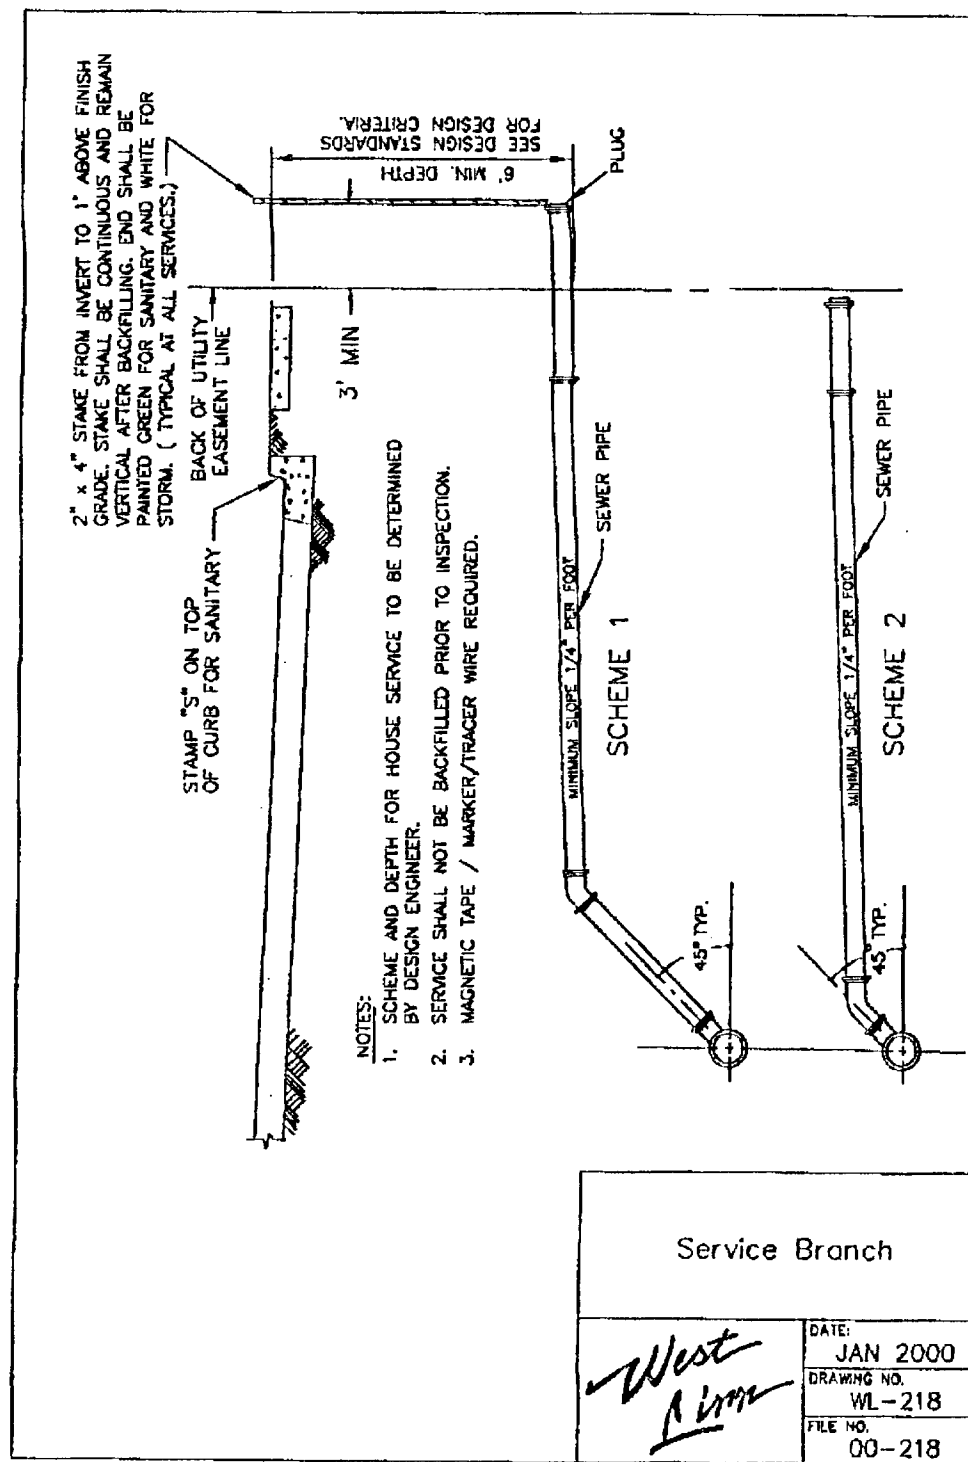 2" x 4" STAKE FROM INVERT TO 1' ABOVE FINISH
GRADE. STAKE SHALL BE CONTINUOUS AND REMAIN
VERTICAL AFTER BACKFILLING. END SHALL BE
PAINTED GREEN FOR SANITARY AND WHITE FOR
STORM. ( TYPICAL AT ALL SERVICES.)
BACK OF UTILITY
EASEMENT LINE
STAMP "S" ON TOP
OF CURB FOR SANITARY
3' MIN
6' MIN. DEPTH
SEE DESIGN STANDARDS
FOR DESIGN CRITERIA.
PLUG
NOTES:
1. SCHEME AND DEPTH FOR HOUSE SERVICE TO BE DETERMINED
BY DESIGN ENGINEER.
2. SERVICE SHALL NOT BE BACKFILLED PRIOR TO INSPECTION.
3. MAGNETIC TAPE / MARKER/TRACER WIRE REQUIRED.
MINIMUM SLOPE 1/4" PER FOOT
SEWER PIPE
SCHEME 1
45° TYP.
MINIMUM SLOPE 1/4" PER FOOT
SEWER PIPE
SCHEME 2
45° TYP.
Service Branch
West
Linn
DATE:
JAN 2000
DRAWING NO.
WL-218
FILE NO.
00-218